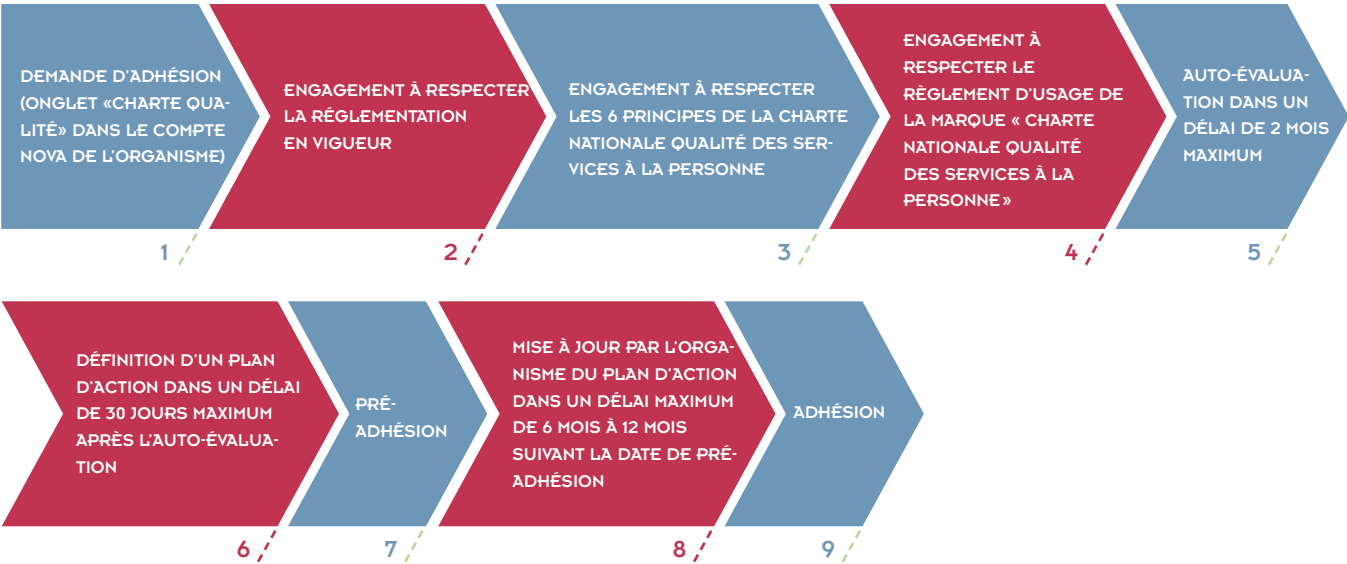 DEMANDE D'ADHÉSION
(ONGLET «CHARTE QUA-
LITÉ» DANS LE COMPTE
NOVA DE L'ORGANISME)
1
ENGAGEMENT À RESPECTER
LA RÉGLEMENTATION
EN VIGUEUR
2
ENGAGEMENT À RESPECTER
LES 6 PRINCIPES DE LA CHARTE
NATIONALE QUALITÉ DES SER-
VICES À LA PERSONNE
3
ENGAGEMENT À
RESPECTER LE
RÈGLEMENT D'USAGE DE
LA MARQUE « CHARTE
NATIONALE QUALITÉ
DES SERVICES À LA
PERSONNE »
4
AUTO-ÉVALUA-
TION DANS UN
DÉLAI DE 2 MOIS
MAXIMUM
5
DÉFINITION D'UN PLAN
D'ACTION DANS UN DÉLAI
DE 30 JOURS MAXIMUM
APRÈS L'AUTO-ÉVALUA-
TION
6
PRÉ-
ADHÉSION
7
MISE À JOUR PAR L'ORGA-
NISME DU PLAN D'ACTION
DANS UN DÉLAI MAXIMUM
DE 6 MOIS À 12 MOIS
SUIVANT LA DATE DE PRÉ-
ADHÉSION
8
ADHÉSION
9